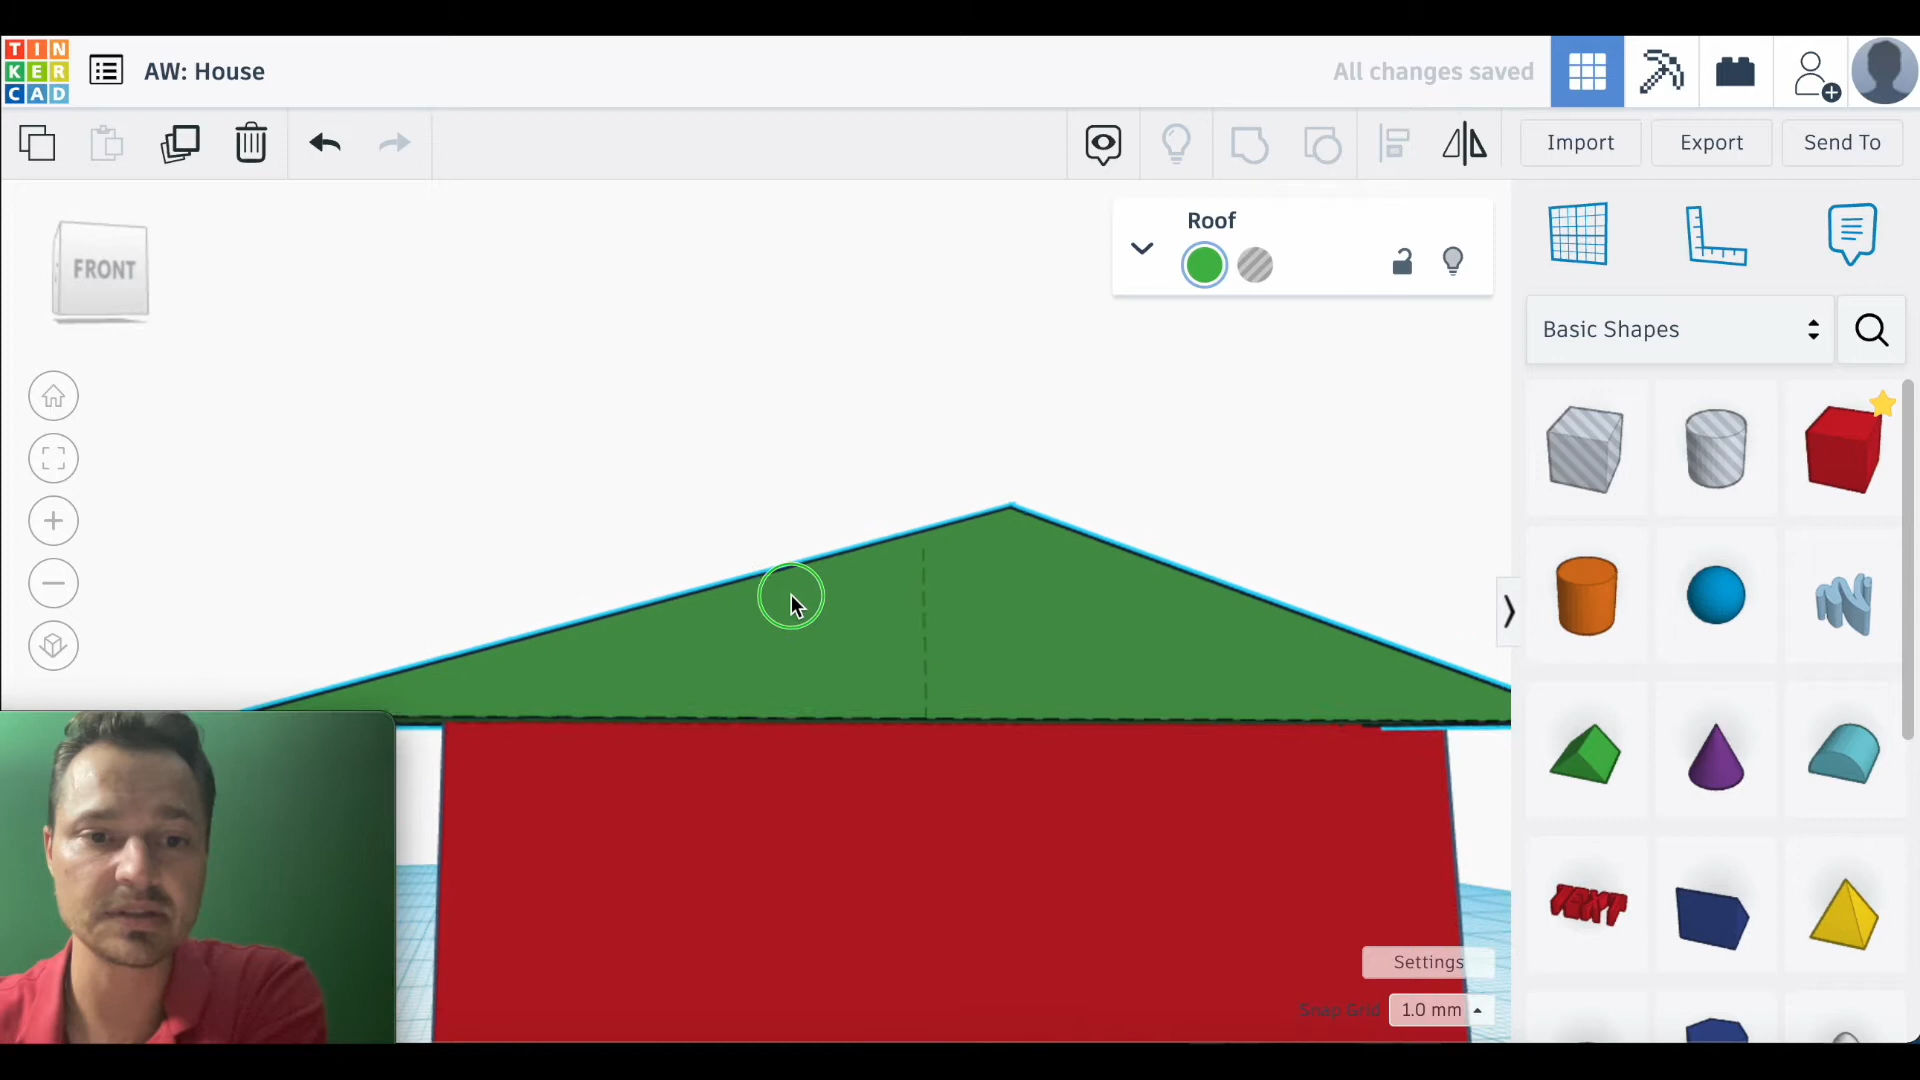 TIN
KER
CAD
AW: House
All changes saved
Import
Export
Send To
FRONT
Roof
Basic Shapes
TEXT
Settings
Snap Grid
1.0 mm